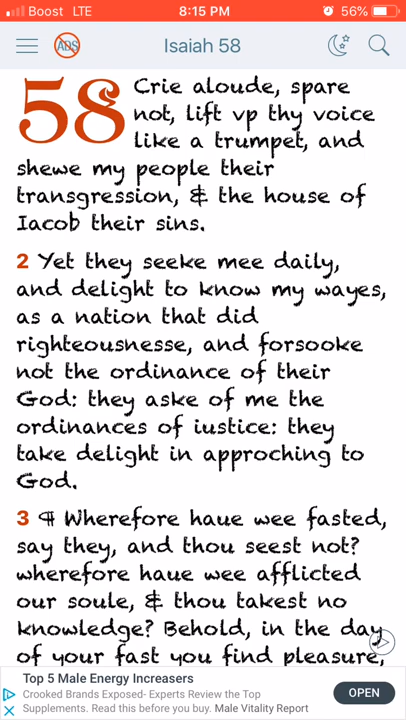 Boost LTE 8:15 PM 56%
ADS Isaiah 58
58 Crie aloude, spare
not, lift vp thy voice
like a trumpet, and
shewe my people their
transgression, & the house of
Iacob their sins.
2 Yet they seeke mee daily,
and delight to know my wayes,
as a nation that did
righteousnesse, and forsooke
not the ordinance of their
God: they aske of me the
ordinances of iustice: they
take delight in approching to
God.
3 ¶ Wherefore haue wee fasted,
say they, and thou seest not?
wherefore haue wee afflicted
our soule, & thou takest no
knowledge? Behold, in the day
of your fast you find pleasure,
Top 5 Male Energy Increasers
Crooked Brands Exposed- Experts Review the Top
Supplements. Read this before you buy. Male Vitality Report
OPEN